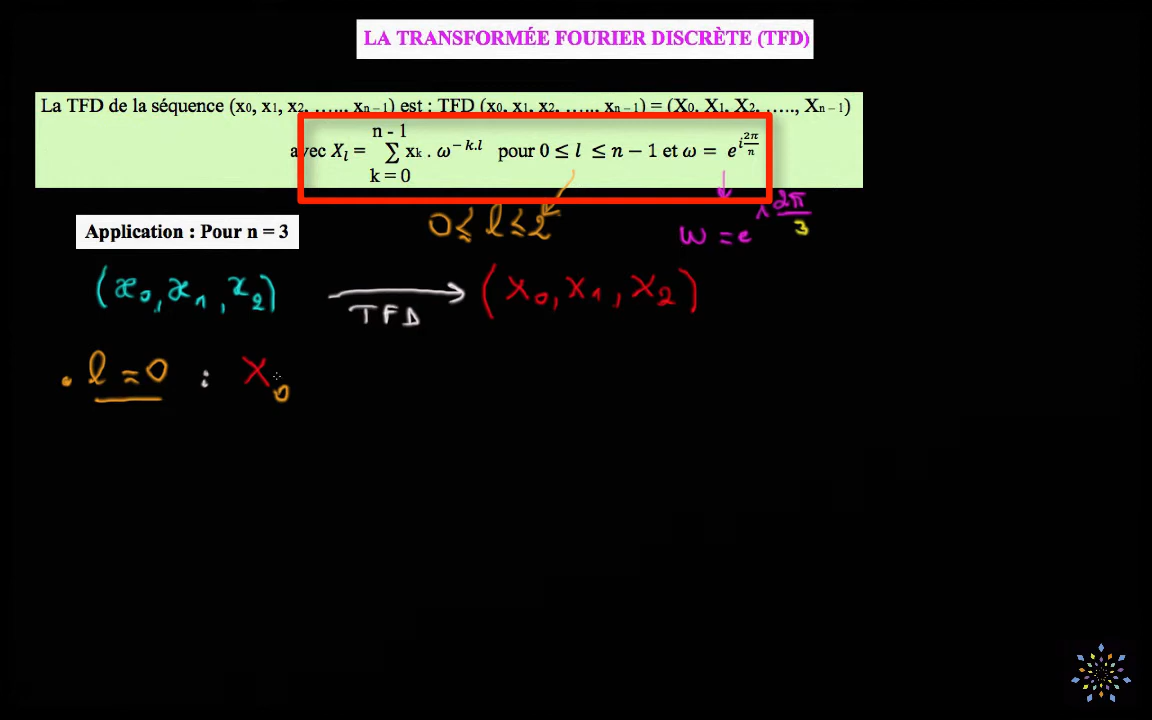 LA TRANSFORMÉE FOURIER DISCRÈTE (TFD)
La TFD de la séquence (x0, x1, x2, ….., xn – 1) est : TFD (x0, x1, x2, ….., xn – 1) = (X0, X1, X2, ….., Xn – 1)
n - 1
avec Xl = ∑ xk . ω^– k.l pour 0 ≤ l ≤ n − 1 et ω = e^i2π/n
k = 0
0 ≤ l ≤ 2
ω = e^i2π/3
Application : Pour n = 3
(x0, x1, x2) TFD (X0, X1, X2)
. l = 0 : X0